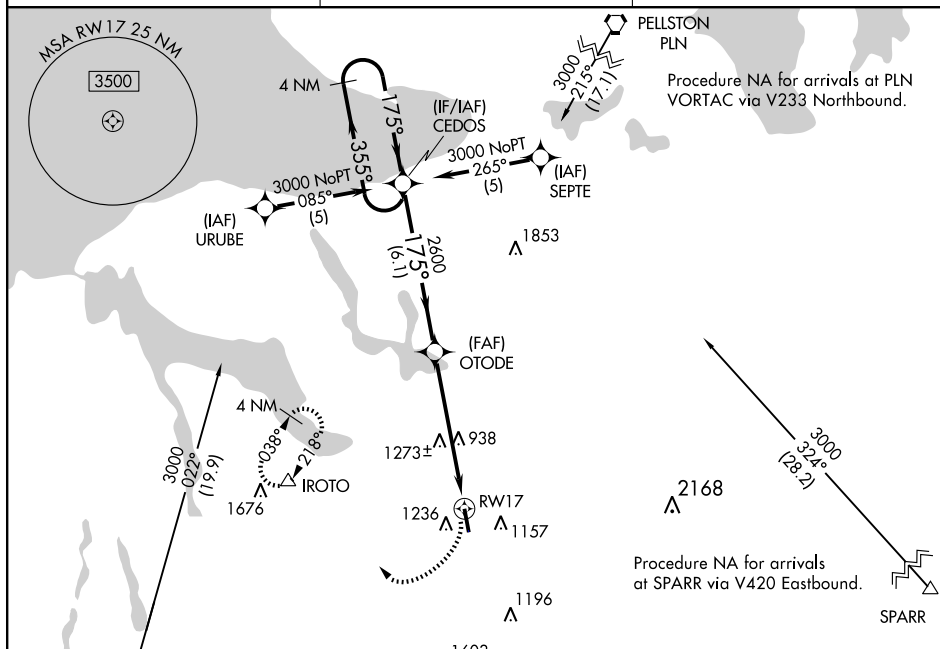 MSA RW17 25 NM
3500
4 NM
175°
355°
(IF/IAF)
CEDOS
PELLSTON
PLN
3000
215°
(17.1)
Procedure NA for arrivals at PLN
VORTAC via V233 Northbound.
3000 NoPT
265°
(5)
(IAF)
SEPTE
3000 NoPT
085°
(5)
(IAF)
URUBE
2600
175°
(6.1)
1853
(FAF)
OTODE
4 NM
038°
218°
IROTO
1676
3000
022°
(19.9)
1273±
938
RW17
1236
1157
2168
3000
324°
(28.2)
Procedure NA for arrivals
at SPARR via V420 Eastbound.
SPARR
1196